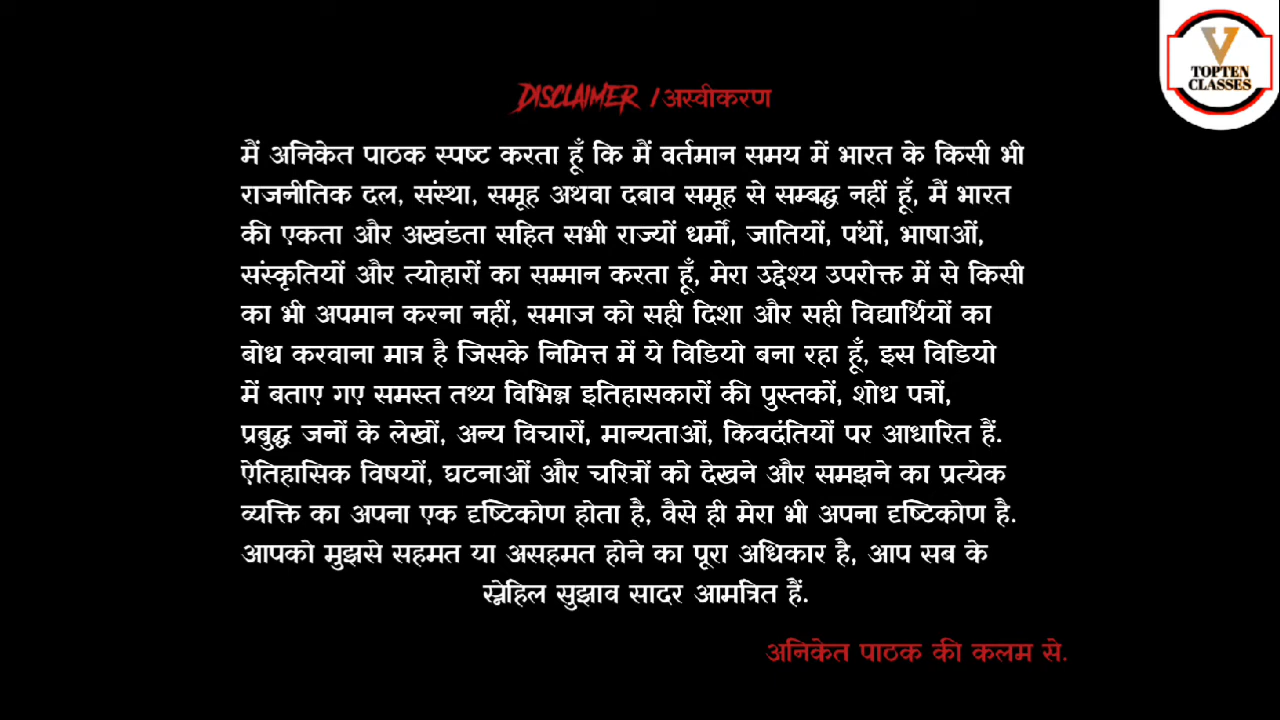 V
TOPTEN
CLASSES
DISCLAIMER /अस्वीकरण
मैं अनिकेत पाठक स्पष्ट करता हूँ कि मैं वर्तमान समय में भारत के किसी भी
राजनीतिक दल, संस्था, समूह अथवा दबाव समूह से सम्बद्ध नहीं हूँ, मैं भारत
की एकता और अखंडता सहित सभी राज्यों धर्मों, जातियों, पंथों, भाषाओं,
संस्कृतियों और त्योहारों का सम्मान करता हूँ, मेरा उद्देश्य उपरोक्त में से किसी
का भी अपमान करना नहीं, समाज को सही दिशा और सही विद्यार्थियों का
बोध करवाना मात्र है जिसके निमित्त में ये विडियो बना रहा हूँ, इस विडियो
में बताए गए समस्त तथ्य विभिन्न इतिहासकारों की पुस्तकों, शोध पत्रों,
प्रबुद्ध जनों के लेखों, अन्य विचारों, मान्यताओं, किवदंतियों पर आधारित हैं.
ऐतिहासिक विषयों, घटनाओं और चरित्रों को देखने और समझने का प्रत्येक
व्यक्ति का अपना एक दृष्टिकोण होता है, वैसे ही मेरा भी अपना दृष्टिकोण है.
आपको मुझसे सहमत या असहमत होने का पूरा अधिकार है, आप सब के
स्नेहिल सुझाव सादर आमत्रित हैं.
अनिकेत पाठक की कलम से.